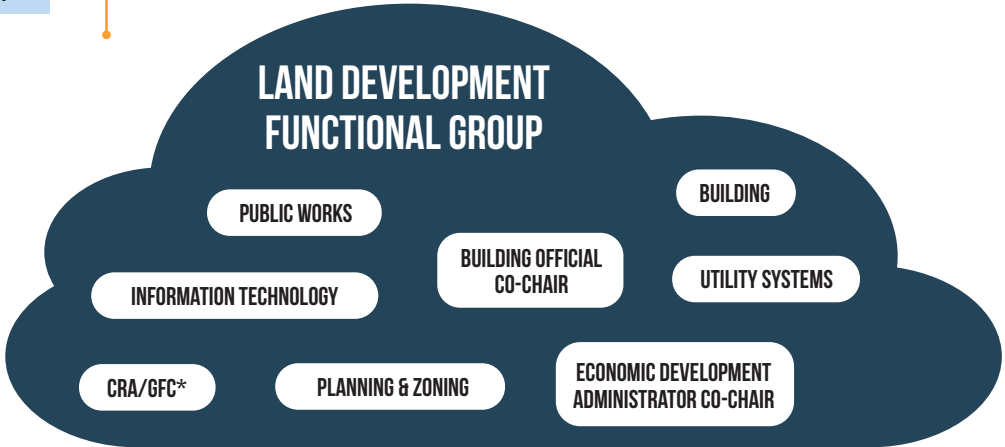 LAND DEVELOPMENT
FUNCTIONAL GROUP
BUILDING
PUBLIC WORKS
BUILDING OFFICIAL
CO-CHAIR
UTILITY SYSTEMS
INFORMATION TECHNOLOGY
ECONOMIC DEVELOPMENT
ADMINISTRATOR CO-CHAIR
CRA/GFC*
PLANNING & ZONING